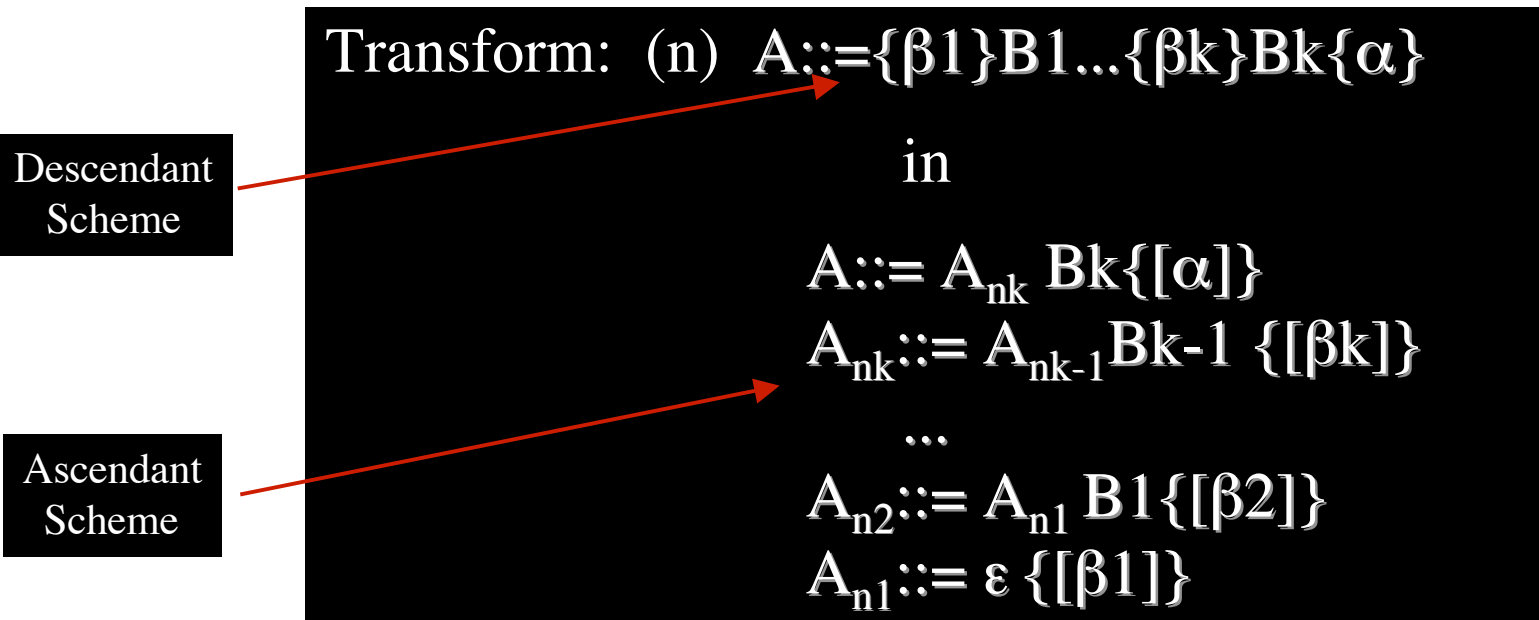 Transform: (n) A::={β1}B1...{βk}Bk{α}
Descendant
Scheme
in
A::= Aₙₖ Bk{[α]}
Aₙₖ::= Aₙₖ₋₁Bk-1 {[βk]}
...
Ascendant
Scheme
Aₙ₂::= Aₙ₁ B1{[β2]}
Aₙ₁::= ε {[β1]}